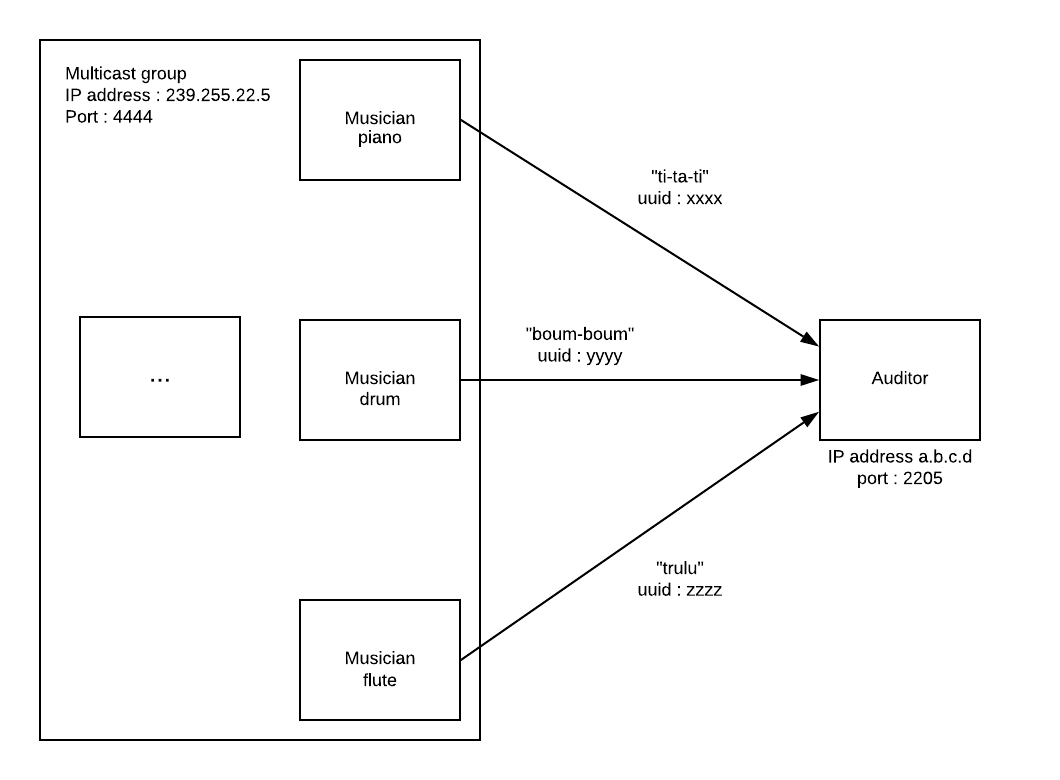 Multicast group
IP address : 239.255.22.5
Port : 4444
Musician
piano
"ti-ta-ti"
uuid : xxxx
...
Musician
drum
"boum-boum"
uuid : yyyy
Auditor
IP address a.b.c.d
port : 2205
"trulu"
uuid : zzzz
Musician
flute